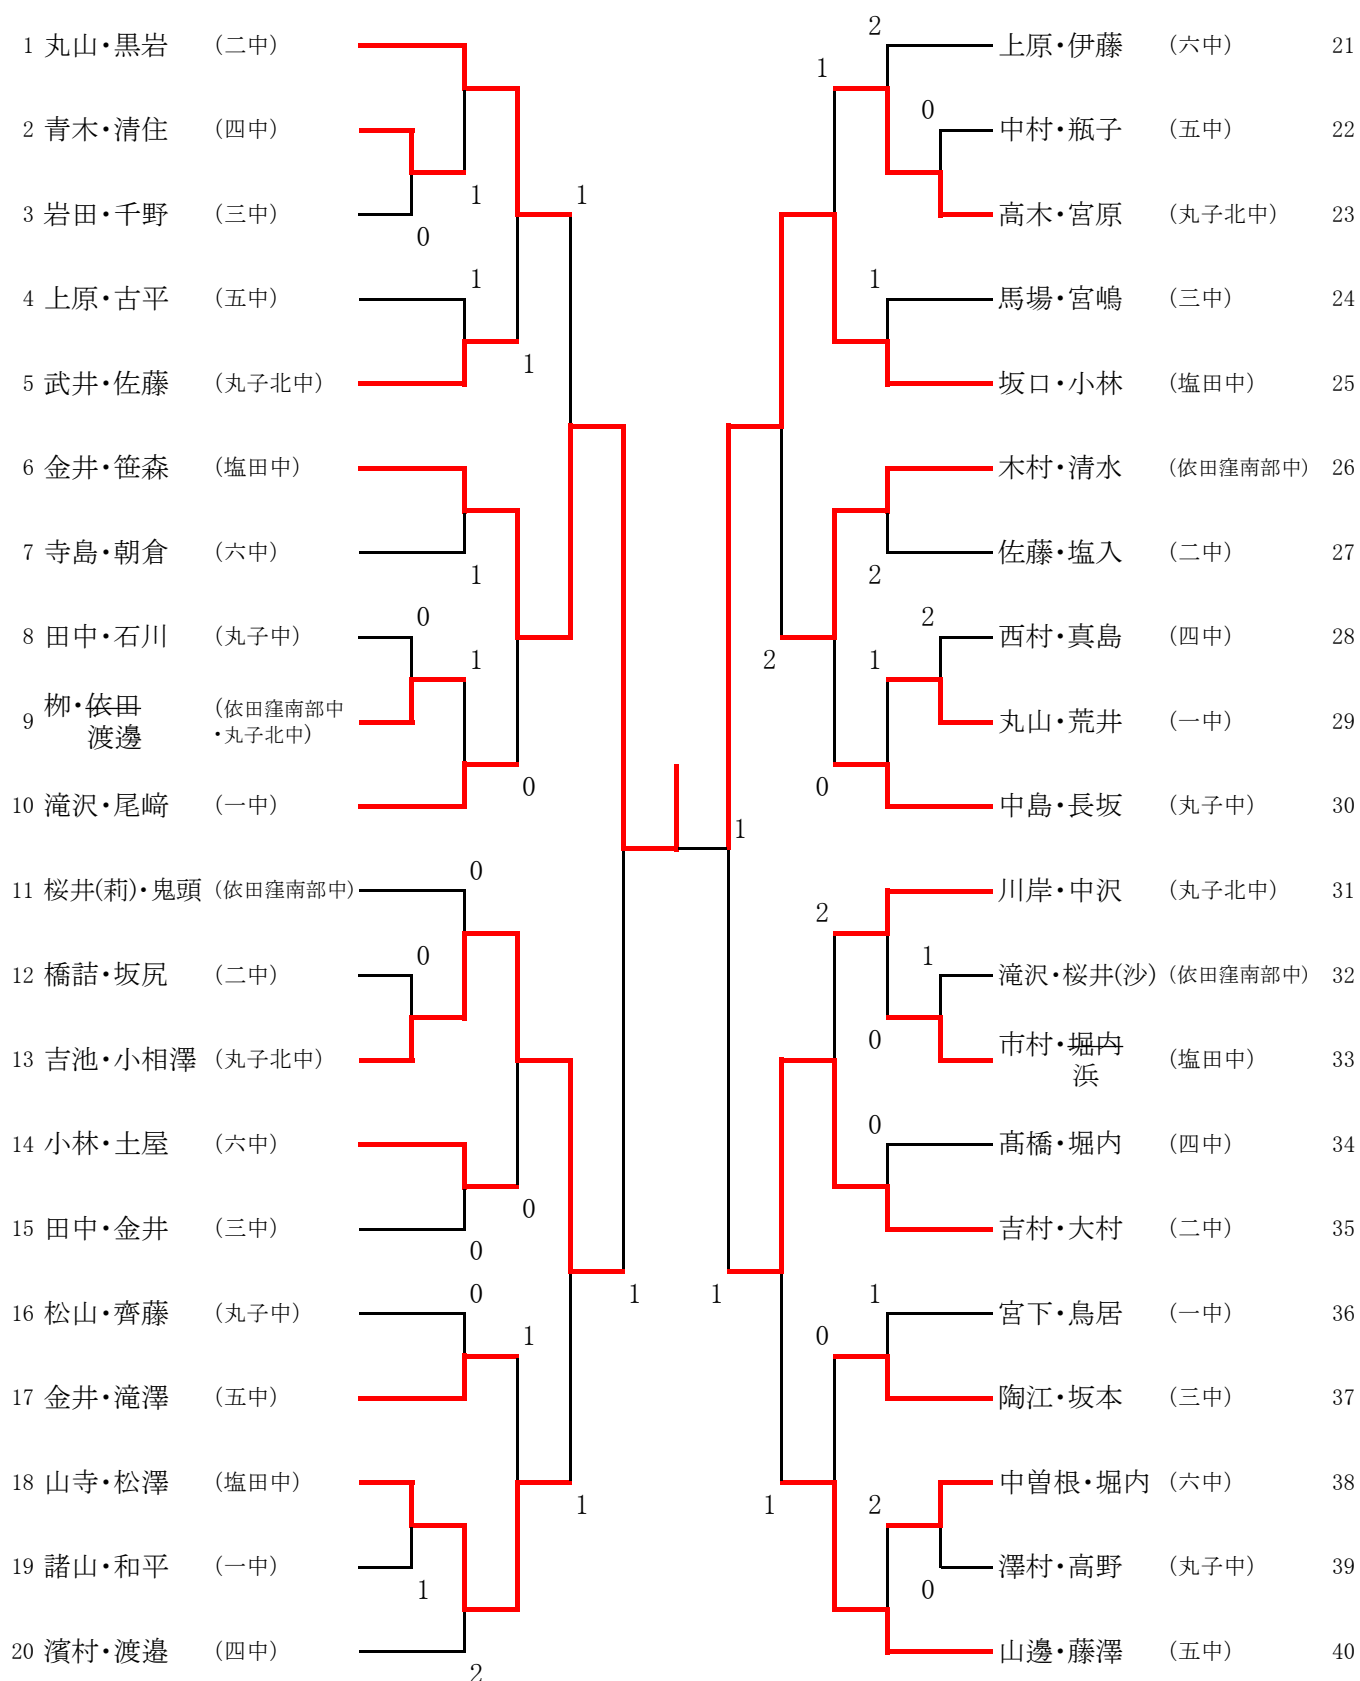 1 丸山・黒岩 (二中)
2 青木・清住 (四中)
3 岩田・千野 (三中)
4 上原・古平 (五中)
5 武井・佐藤 (丸子北中)
6 金井・笹森 (塩田中)
7 寺島・朝倉 (六中)
8 田中・石川 (丸子中)
9 栁・依田 (依田窪南部中
渡邊 ・丸子北中)
10 滝沢・尾﨑 (一中)
11 桜井(莉)・鬼頭 (依田窪南部中)
12 橋詰・坂尻 (二中)
13 吉池・小相澤 (丸子北中)
14 小林・土屋 (六中)
15 田中・金井 (三中)
16 松山・齊藤 (丸子中)
17 金井・滝澤 (五中)
18 山寺・松澤 (塩田中)
19 諸山・和平 (一中)
20 濱村・渡邉 (四中)
1
0
1
1
1
1
0
1
0
0
0
0
0
0
1
1
1
1
2
1
2
1
0
1
2
2
2
1
0
2
1
0
0
1
1
0
1
2
0
上原・伊藤 (六中) 21
中村・瓶子 (五中) 22
高木・宮原 (丸子北中) 23
馬場・宮嶋 (三中) 24
坂口・小林 (塩田中) 25
木村・清水 (依田窪南部中) 26
佐藤・塩入 (二中) 27
西村・真島 (四中) 28
丸山・荒井 (一中) 29
中島・長坂 (丸子中) 30
川岸・中沢 (丸子北中) 31
滝沢・桜井(沙) (依田窪南部中) 32
市村・堀内 (塩田中) 33
浜
髙橋・堀内 (四中) 34
吉村・大村 (二中) 35
宮下・鳥居 (一中) 36
陶江・坂本 (三中) 37
中曽根・堀内 (六中) 38
澤村・高野 (丸子中) 39
山邊・藤澤 (五中) 40